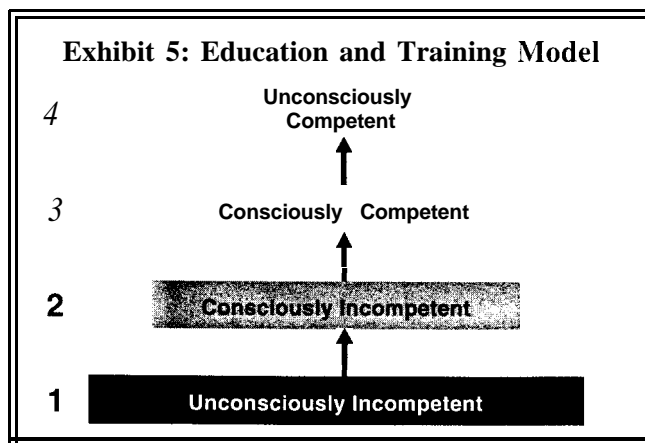 Exhibit 5: Education and Training Model
4 Unconsciously
Competent
3 Consciously Competent
2 Consciously Incompetent
1 Unconsciously Incompetent